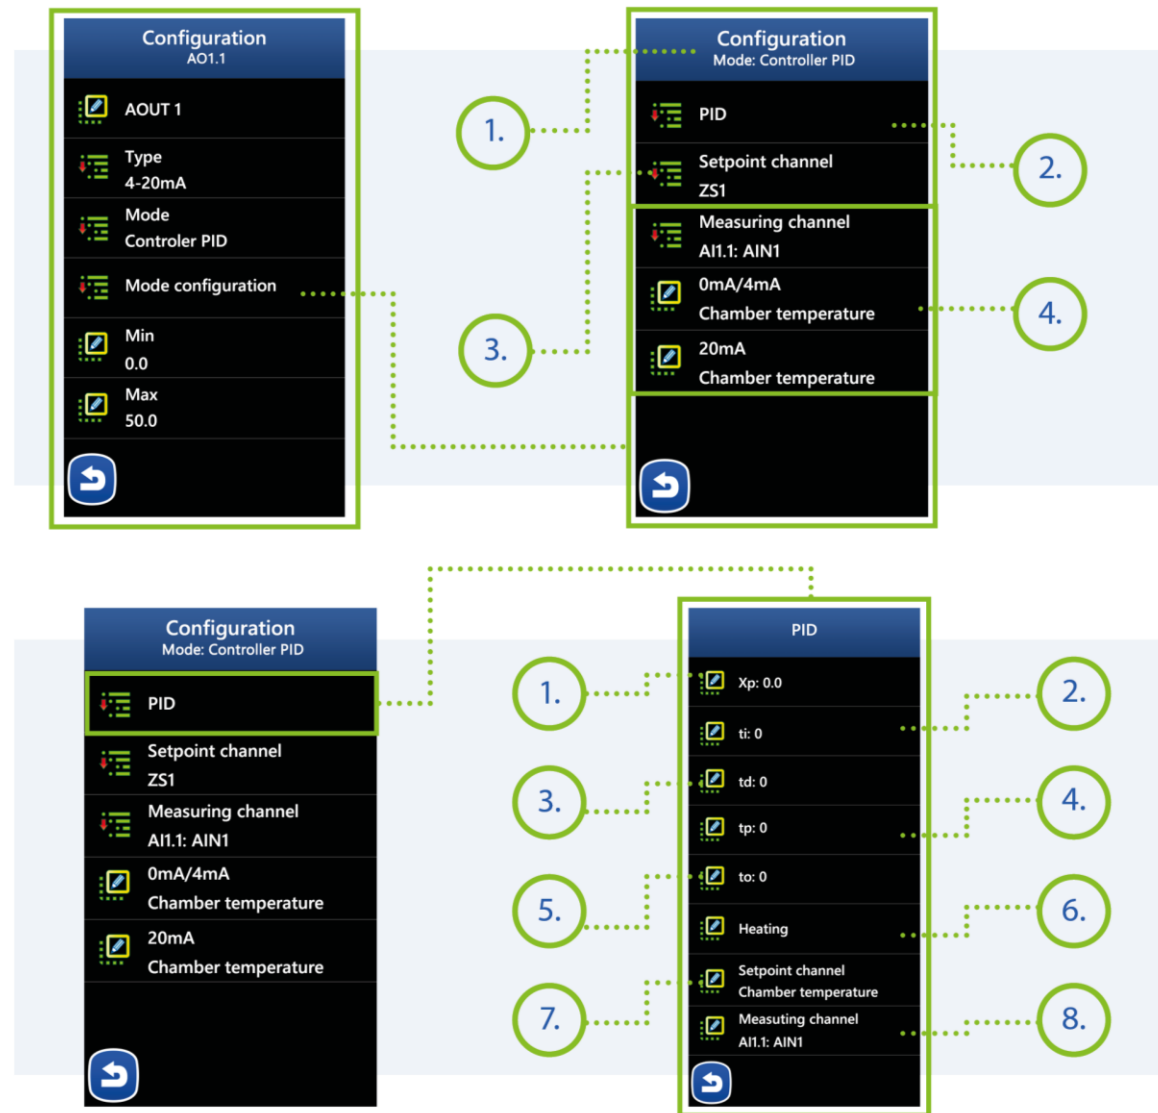 Configuration
AO1.1
AOUT 1
Type
4-20mA
Mode
Controler PID
Mode configuration
Min
0.0
Max
50.0
1.
3.
Configuration
Mode: Controller PID
PID
Setpoint channel
ZS1
Measuring channel
AI1.1: AIN1
0mA/4mA
Chamber temperature
20mA
Chamber temperature
2.
4.
Configuration
Mode: Controller PID
PID
Setpoint channel
ZS1
Measuring channel
AI1.1: AIN1
0mA/4mA
Chamber temperature
20mA
Chamber temperature
1.
3.
5.
7.
PID
Xp: 0.0
ti: 0
td: 0
tp: 0
to: 0
Heating
Setpoint channel
Chamber temperature
Measuting channel
AI1.1: AIN1
2.
4.
6.
8.